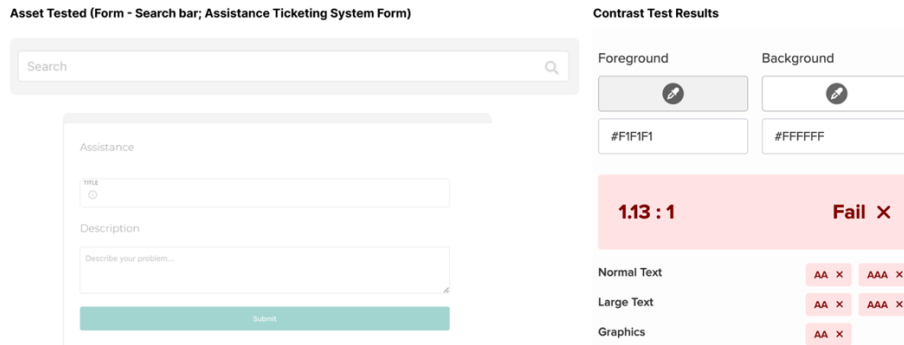 Asset Tested (Form - Search bar; Assistance Ticketing System Form)
Search
Assistance
TITLE
Description
Describe your problem...
Submit
Contrast Test Results
Foreground
Background
#F1F1F1
#FFFFFF
1.13 : 1
Fail ✕
Normal Text
AA ✕
AAA ✕
Large Text
AA ✕
AAA ✕
Graphics
AA ✕